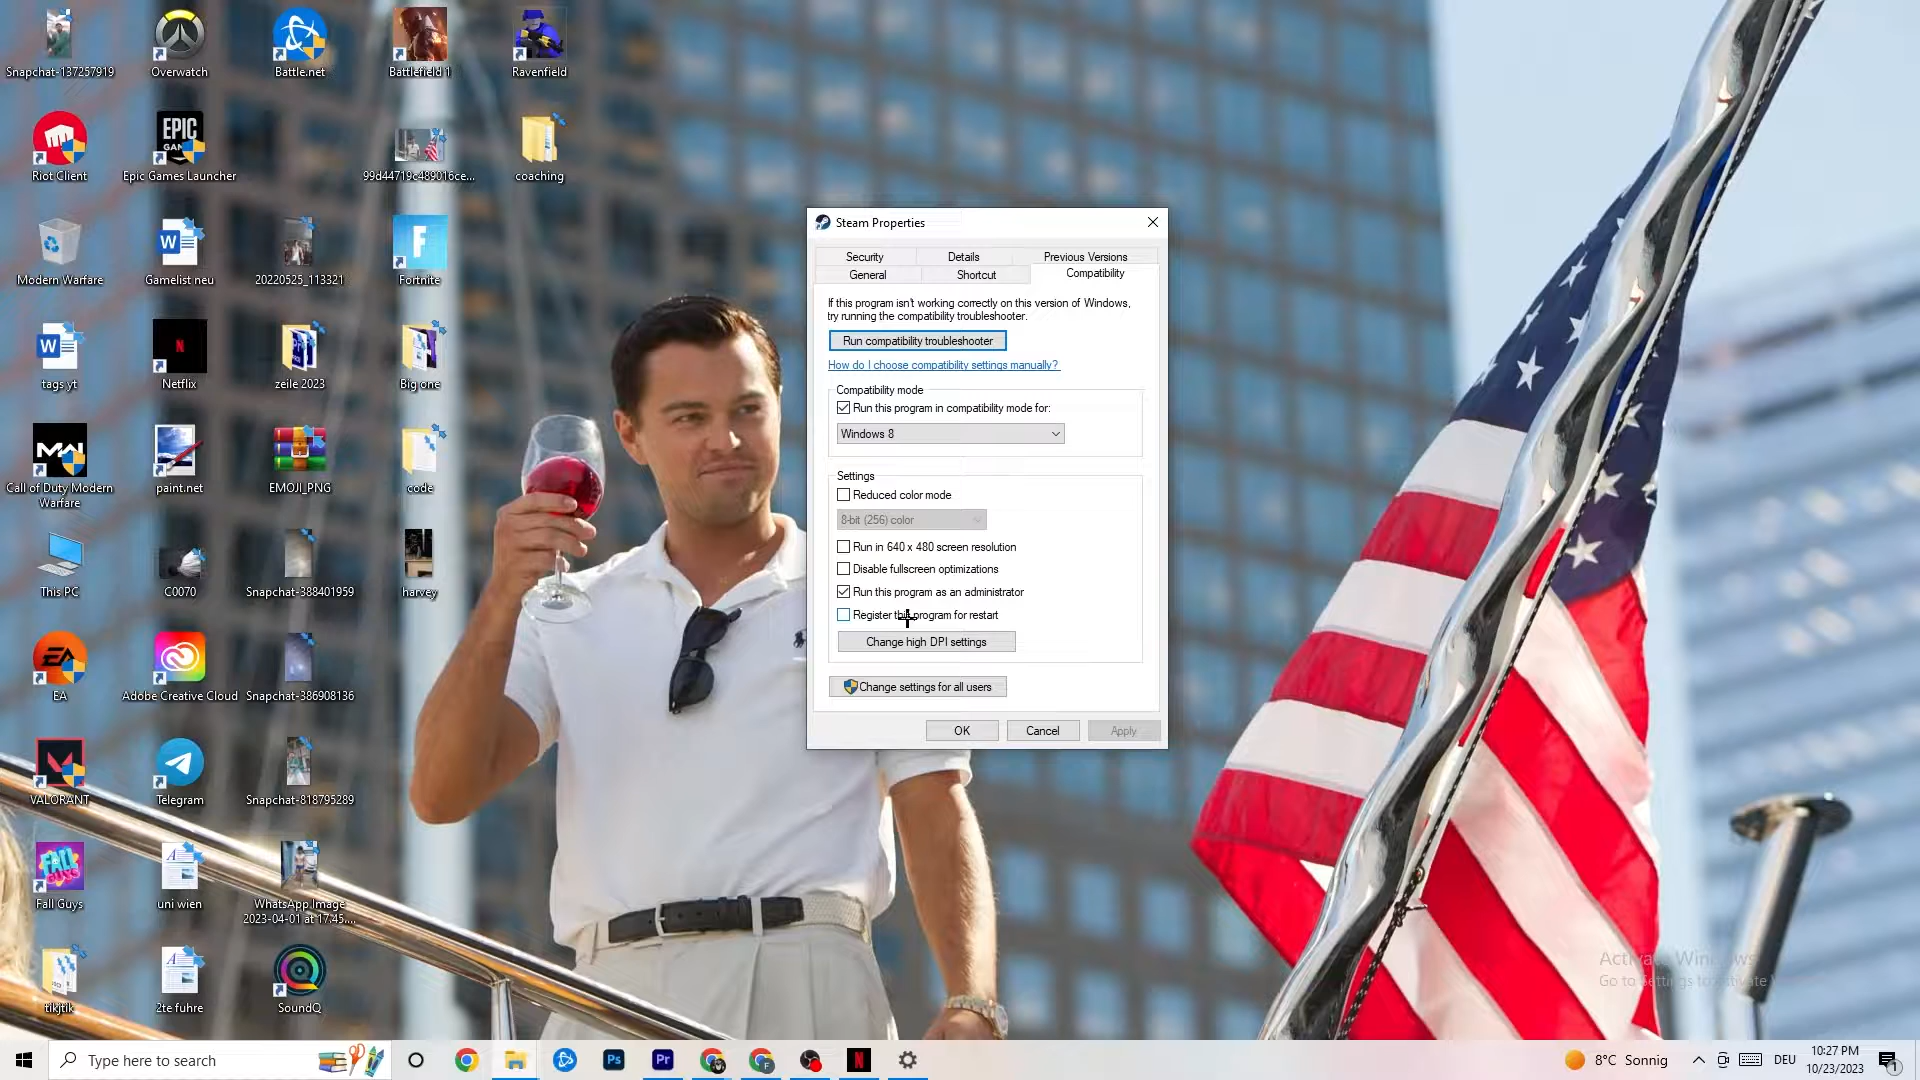 Snapchat-137257919
Overwatch
Battle.net
Battlefield 1
Ravenfield
Riot Client
EPIC
Epic Games Launcher
99d44719c489016ce...
coaching
Modern Warfare
Gamelist neu
20220525_113321
Fortnite
tags yt
Netflix
zeile 2023
Big one
Call of Duty Modern
Warfare
paint.net
EMOJI_PNG
code
This PC
C0070
Snapchat-388401959
harvey
EA
Adobe Creative Cloud
Snapchat-386908136
VALORANT
Telegram
Snapchat-818795289
Fall Guys
uni wien
WhatsApp Image
2023-04-01 at 17.45....
tiktjtik
2te fuhre
SoundQ
Steam Properties
Security
Details
Previous Versions
General
Shortcut
Compatibility
If this program isn't working correctly on this version of Windows,
try running the compatibility troubleshooter.
Run compatibility troubleshooter
How do I choose compatibility settings manually?
Compatibility mode
Run this program in compatibility mode for:
Windows 8
Settings
Reduced color mode
8-bit (256) color
Run in 640 x 480 screen resolution
Disable fullscreen optimizations
Run this program as an administrator
Register this program for restart
Change high DPI settings
Change settings for all users
OK
Cancel
Apply
Activate Windows
Go to Settings to activate
Type here to search
Ps
Pr
8°C Sonnig
DEU
10:27 PM
10/23/2023
1